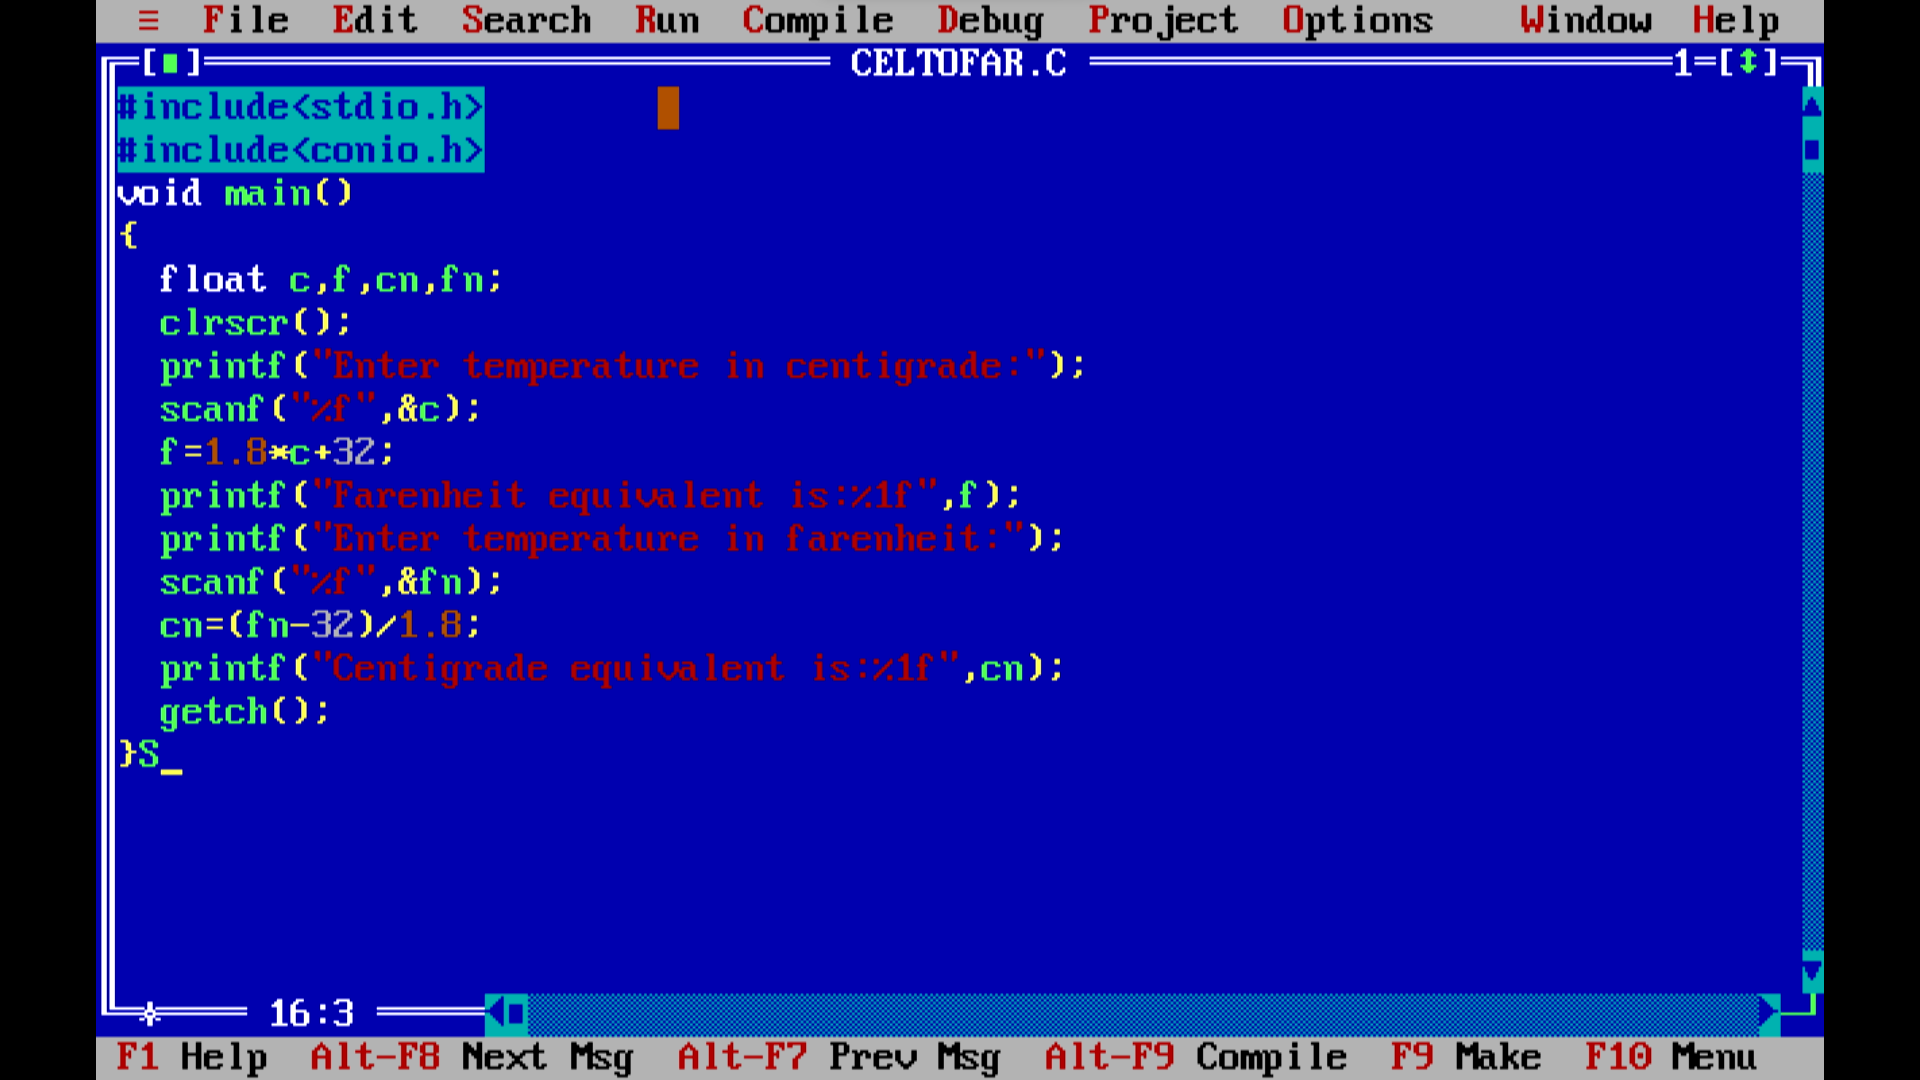 ≡ File Edit Search Run Compile Debug Project Options Window Help
[■] CELTOFAR.C 1=[↕]
#include<stdio.h>
#include<conio.h>
void main()
{
  float c,f,cn,fn;
  clrscr();
  printf("Enter temperature in centigrade:");
  scanf("%f",&c);
  f=1.8*c+32;
  printf("Farenheit equivalent is:%1f",f);
  printf("Enter temperature in farenheit:");
  scanf("%f",&fn);
  cn=(fn-32)/1.8;
  printf("Centigrade equivalent is:%1f",cn);
  getch();
}S_
16:3
F1 Help Alt-F8 Next Msg Alt-F7 Prev Msg Alt-F9 Compile F9 Make F10 Menu